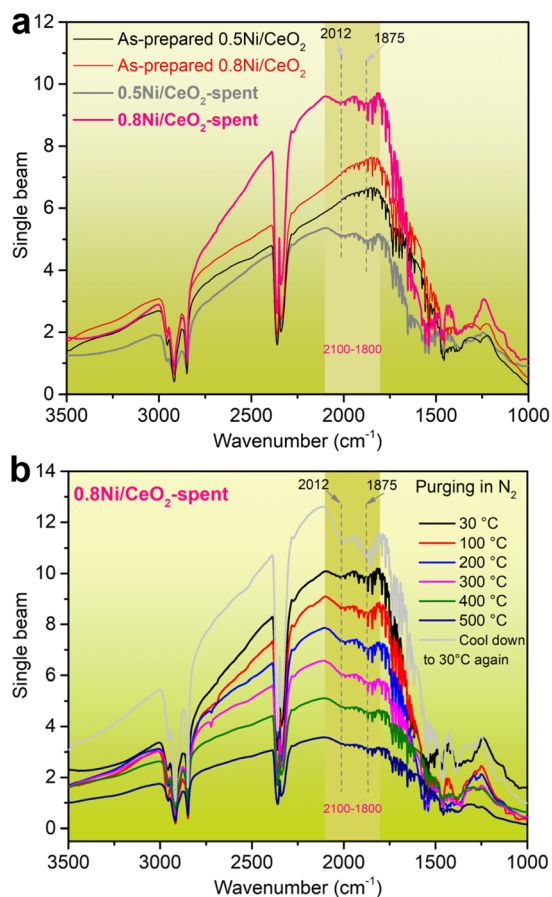 a
12
10
8
6
4
2
0
Single beam
As-prepared 0.5Ni/CeO₂
As-prepared 0.8Ni/CeO₂
0.5Ni/CeO₂-spent
0.8Ni/CeO₂-spent
2012
1875
2100-1800
3500 3000 2500 2000 1500 1000
Wavenumber (cm⁻¹)
b
14
12
10
8
6
4
2
0
Single beam
0.8Ni/CeO₂-spent
2012
1875
Purging in N₂
30 °C
100 °C
200 °C
300 °C
400 °C
500 °C
Cool down
to 30°C again
2100-1800
3500 3000 2500 2000 1500 1000
Wavenumber (cm⁻¹)